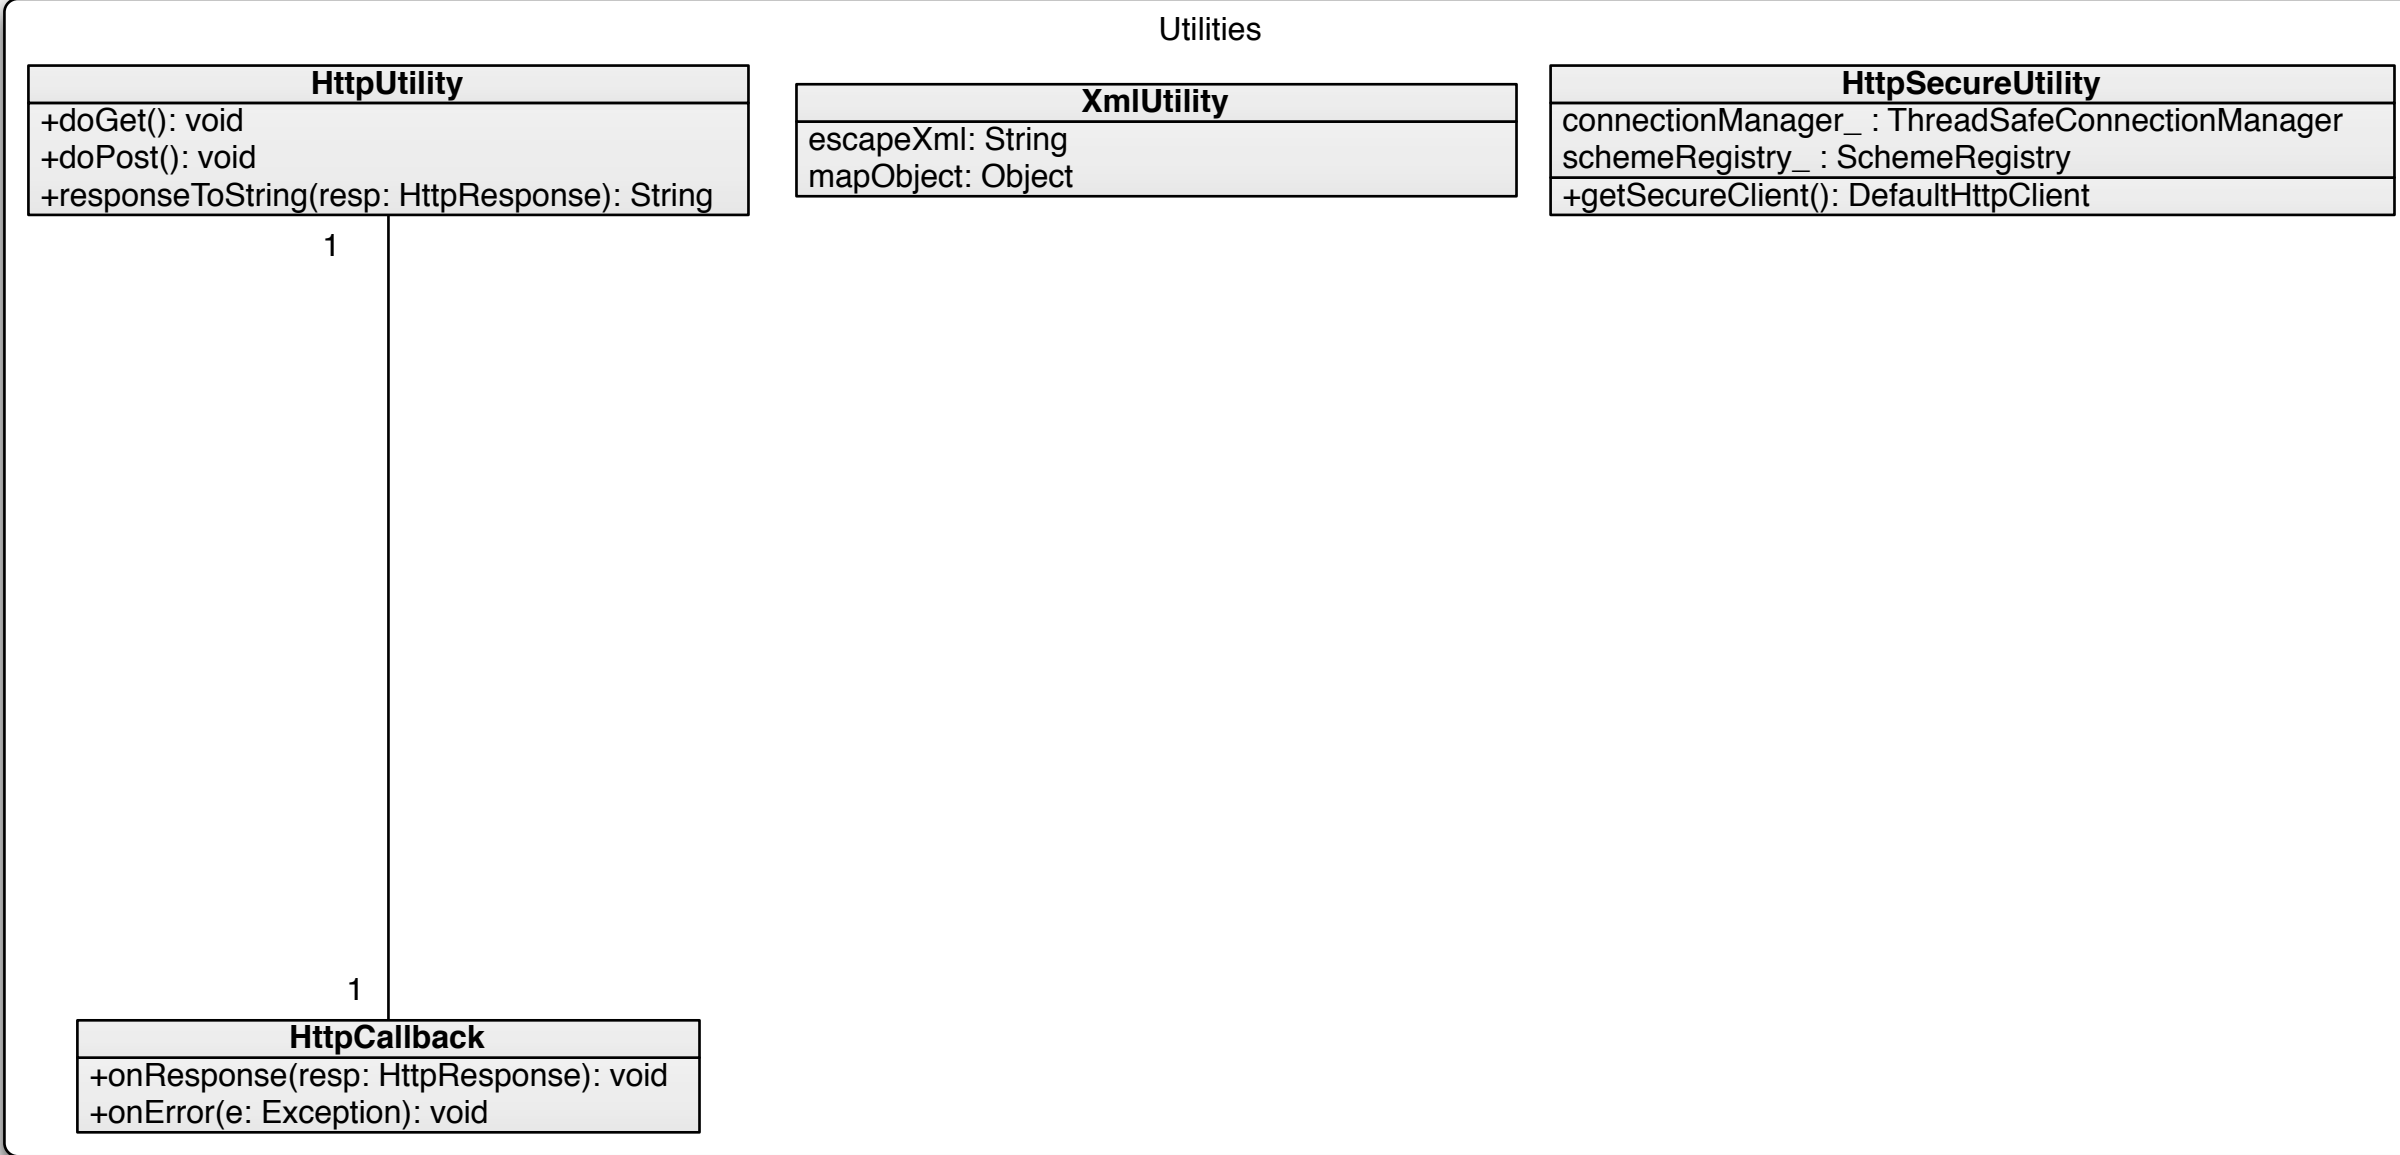 Utilities
HttpUtility
+doGet(): void
+doPost(): void
+responseToString(resp: HttpResponse): String
XmlUtility
escapeXml: String
mapObject: Object
HttpSecureUtility
connectionManager_ : ThreadSafeConnectionManager
schemeRegistry_ : SchemeRegistry
+getSecureClient(): DefaultHttpClient
1
1
HttpCallback
+onResponse(resp: HttpResponse): void
+onError(e: Exception): void